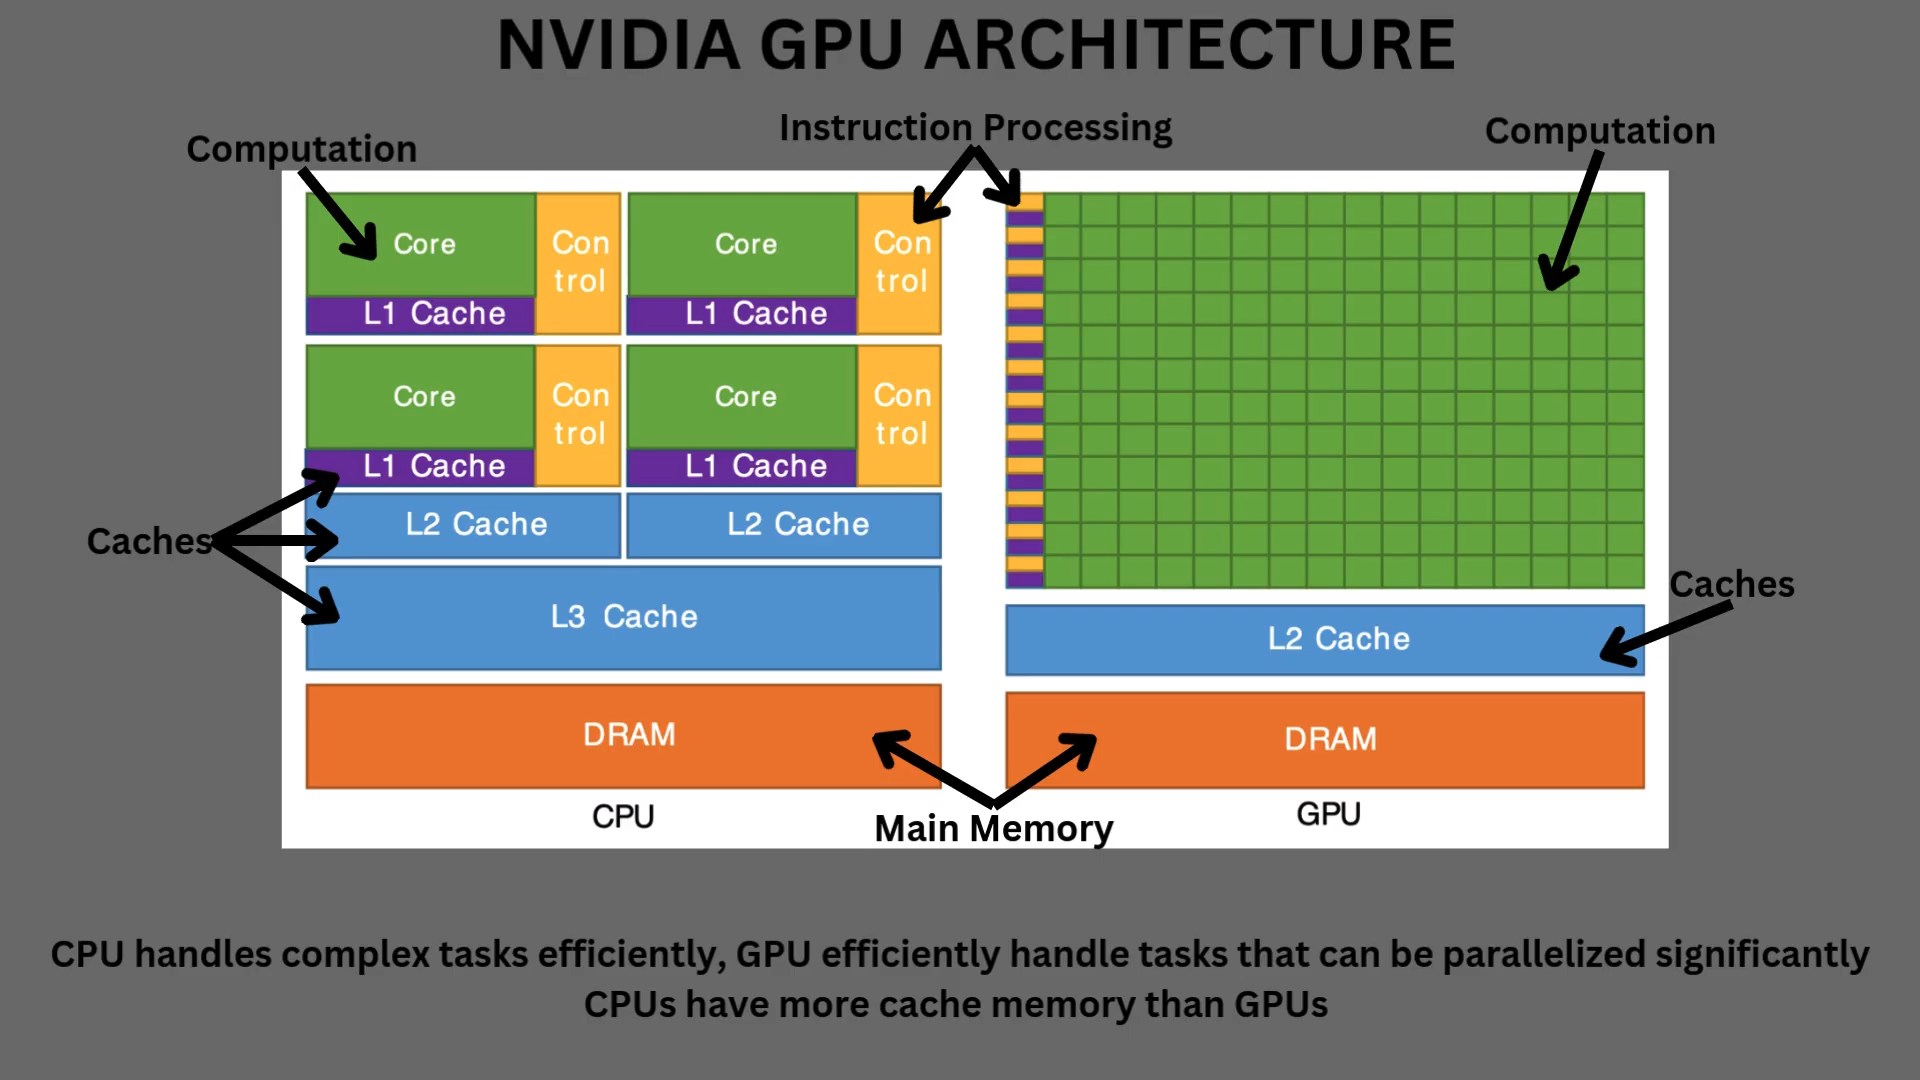 NVIDIA GPU ARCHITECTURE
Instruction Processing
Computation
Computation
Core
Con
trol
L1 Cache
Core
Con
trol
L1 Cache
Core
Con
trol
L1 Cache
Core
Con
trol
L1 Cache
Caches
L2 Cache
L2 Cache
L3 Cache
DRAM
CPU
Caches
L2 Cache
DRAM
GPU
Main Memory
CPU handles complex tasks efficiently, GPU efficiently handle tasks that can be parallelized significantly
CPUs have more cache memory than GPUs